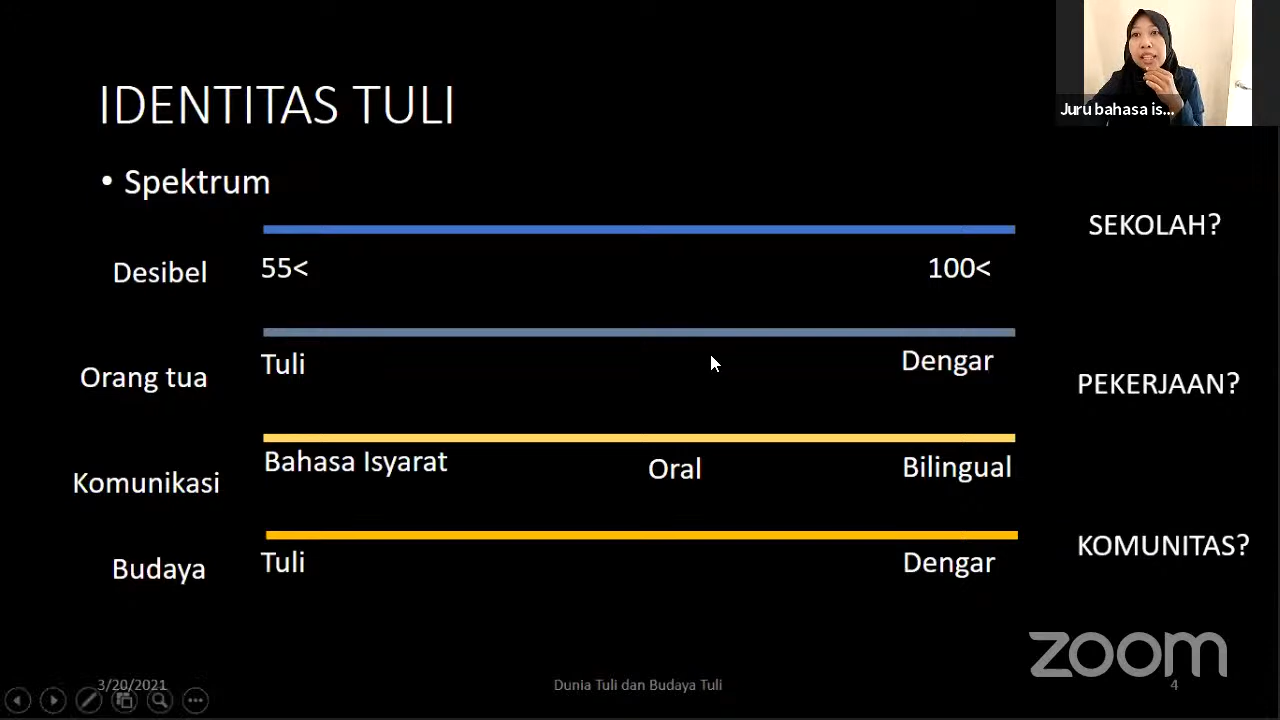 IDENTITAS TULI
Juru bahasa is...
• Spektrum
SEKOLAH?
Desibel 55< 100<
Orang tua Tuli Dengar
PEKERJAAN?
Komunikasi Bahasa Isyarat Oral Bilingual
KOMUNITAS?
Budaya Tuli Dengar
zoom
3/20/2021 Dunia Tuli dan Budaya Tuli 4